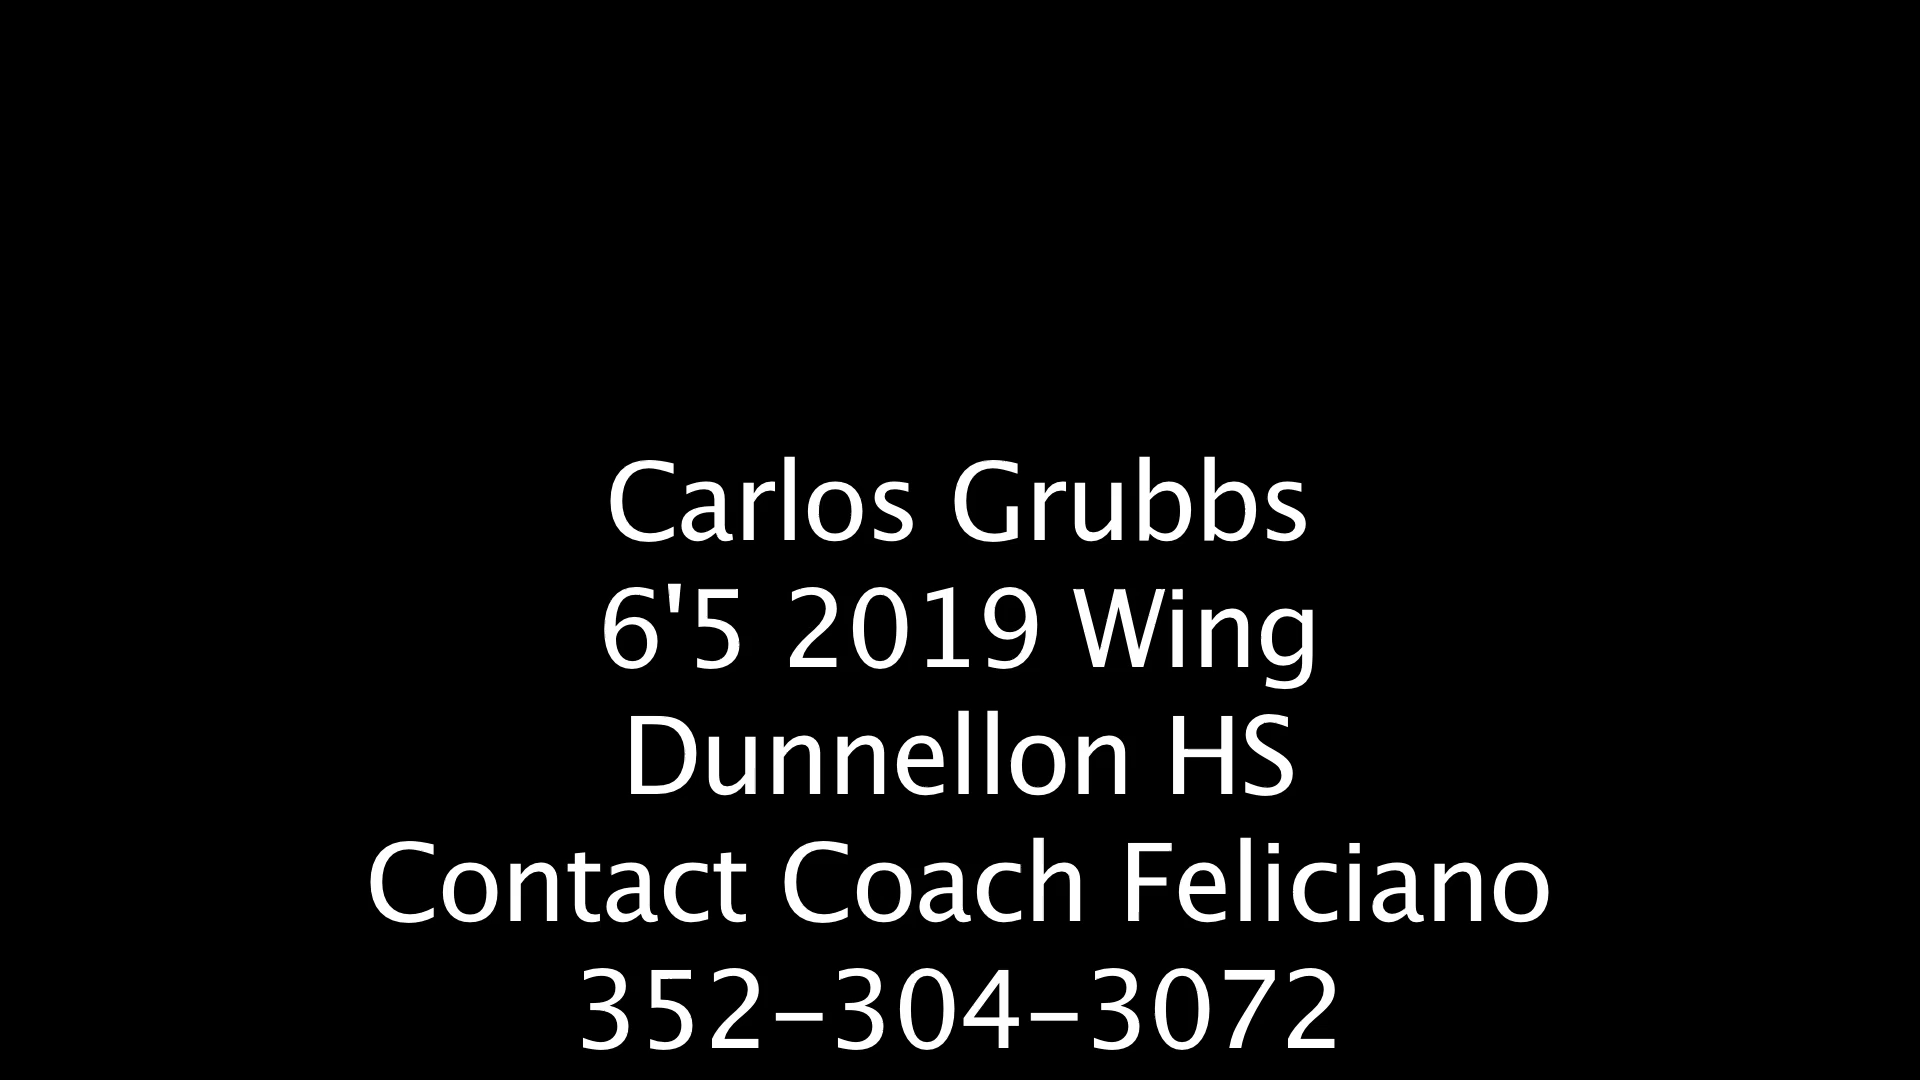 Carlos Grubbs
6'5 2019 Wing
Dunnellon HS
Contact Coach Feliciano
352-304-3072